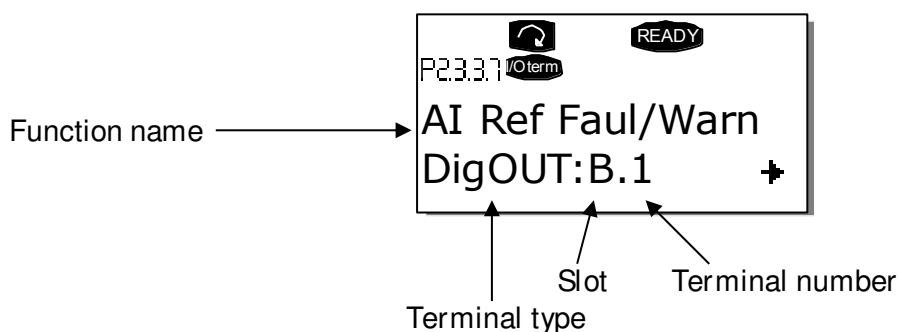 READY
P2.3.3.7 I/Oterm
Function name
AI Ref Faul/Warn
DigOUT:B.1
Slot
Terminal number
Terminal type